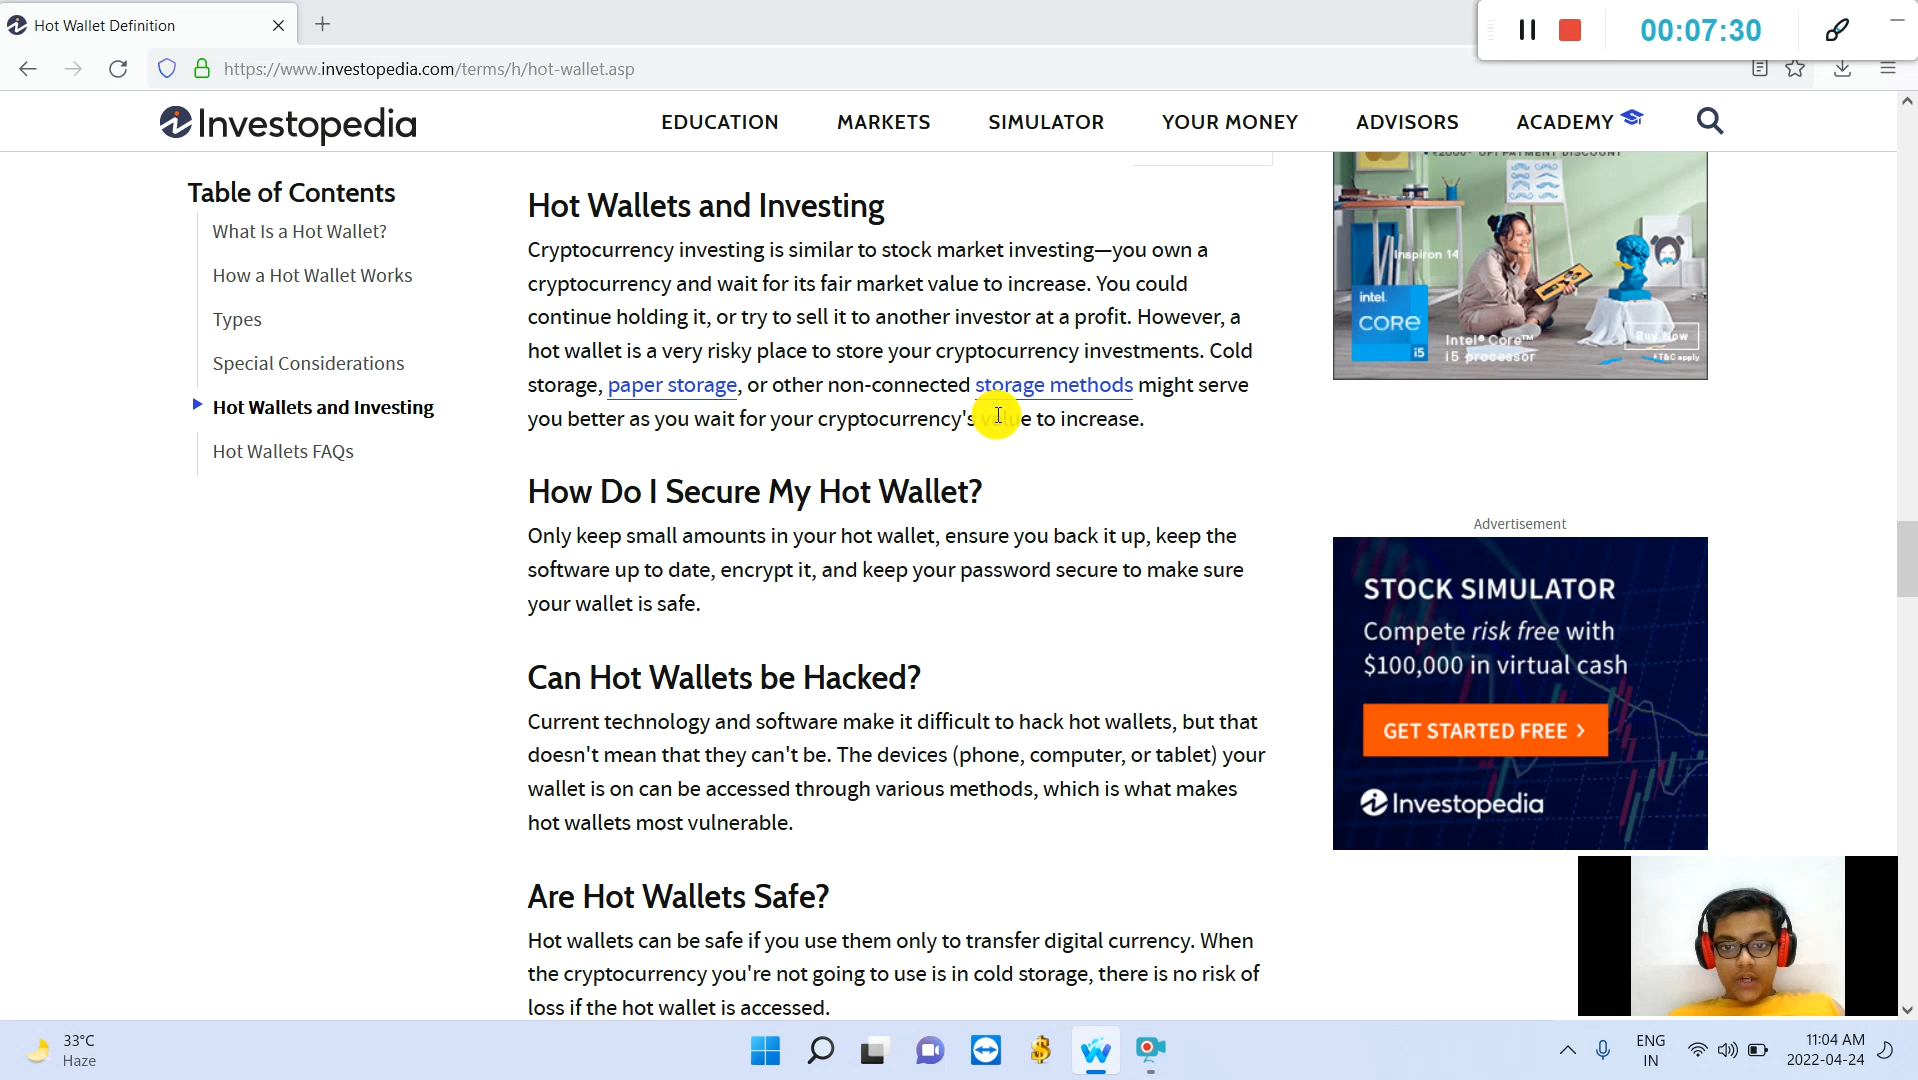 Hot Wallet Definition
00:07:30
https://www.investopedia.com/terms/h/hot-wallet.asp
Investopedia
EDUCATION
MARKETS
SIMULATOR
YOUR MONEY
ADVISORS
ACADEMY
Table of Contents
What Is a Hot Wallet?
How a Hot Wallet Works
Types
Special Considerations
Hot Wallets and Investing
Hot Wallets FAQs
Hot Wallets and Investing
Cryptocurrency investing is similar to stock market investing—you own a
cryptocurrency and wait for its fair market value to increase. You could
continue holding it, or try to sell it to another investor at a profit. However, a
hot wallet is a very risky place to store your cryptocurrency investments. Cold
storage, paper storage, or other non-connected storage methods might serve
you better as you wait for your cryptocurrency's value to increase.
How Do I Secure My Hot Wallet?
Only keep small amounts in your hot wallet, ensure you back it up, keep the
software up to date, encrypt it, and keep your password secure to make sure
your wallet is safe.
Can Hot Wallets be Hacked?
Current technology and software make it difficult to hack hot wallets, but that
doesn't mean that they can't be. The devices (phone, computer, or tablet) your
wallet is on can be accessed through various methods, which is what makes
hot wallets most vulnerable.
Are Hot Wallets Safe?
Hot wallets can be safe if you use them only to transfer digital currency. When
the cryptocurrency you're not going to use is in cold storage, there is no risk of
loss if the hot wallet is accessed.
UPI PAYMENT DISCOUNT
Inspiron 14
intel.
CORE
i5
Intel® Core™
i5 processor
Buy Now
*T&C apply
Advertisement
STOCK SIMULATOR
Compete risk free with
$100,000 in virtual cash
GET STARTED FREE >
Investopedia
33°C
Haze
ENG
IN
11:04 AM
2022-04-24